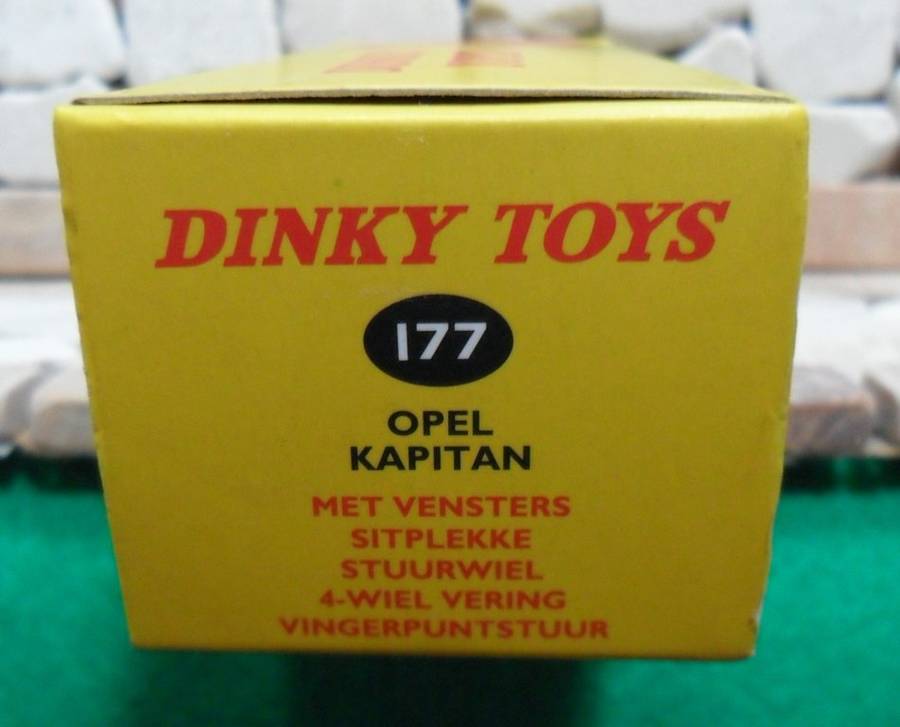 DINKY TOYS
177
OPEL
KAPITAN
MET VENSTERS
SITPLEKKE
STUURWIEL
4-WIEL VERING
VINGERPUNTSTUUR